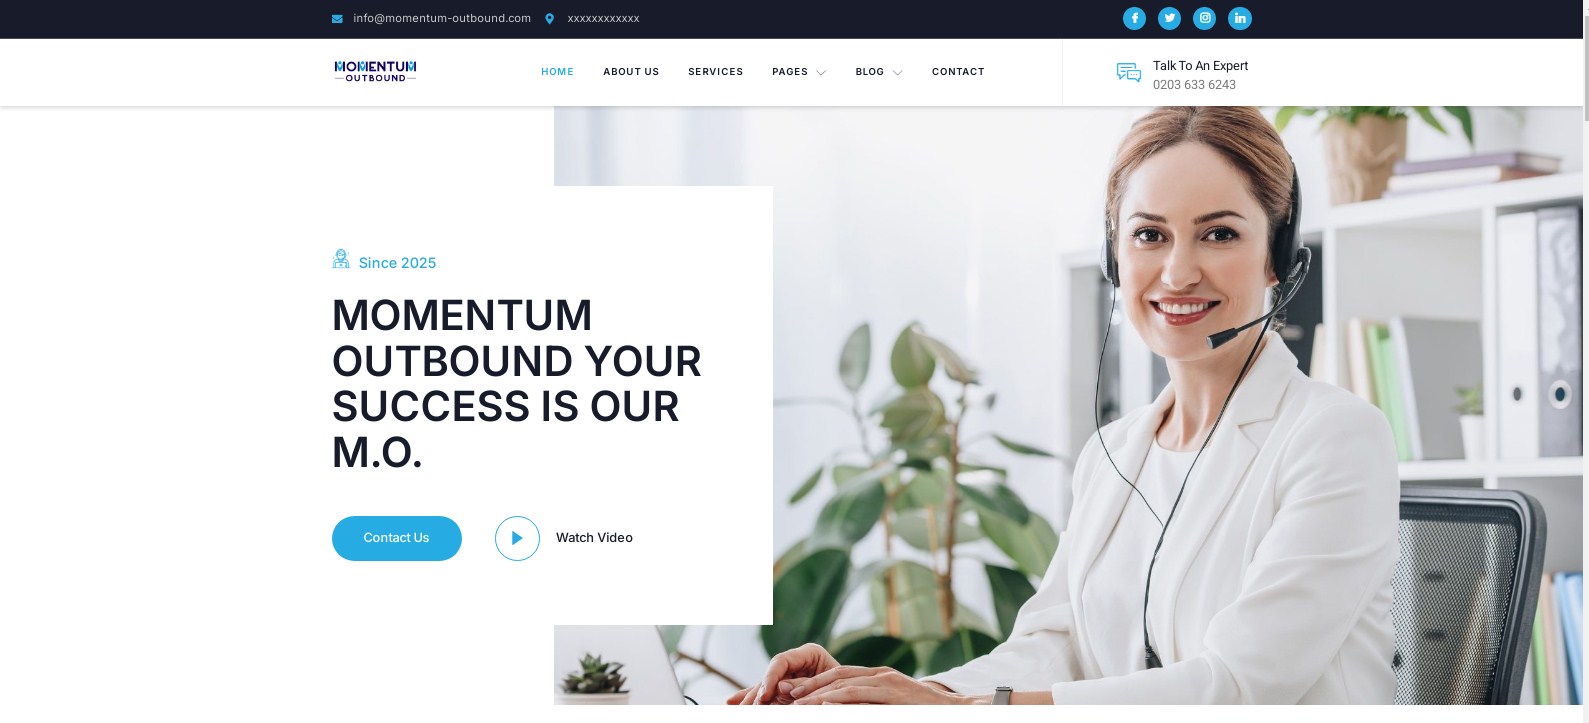 info@momentum-outbound.com xxxxxxxxxxxx
MOMENTUM
OUTBOUND
HOME ABOUT US SERVICES PAGES BLOG CONTACT
Talk To An Expert
0203 633 6243
Since 2025
MOMENTUM
OUTBOUND YOUR
SUCCESS IS OUR
M.O.
Contact Us
Watch Video